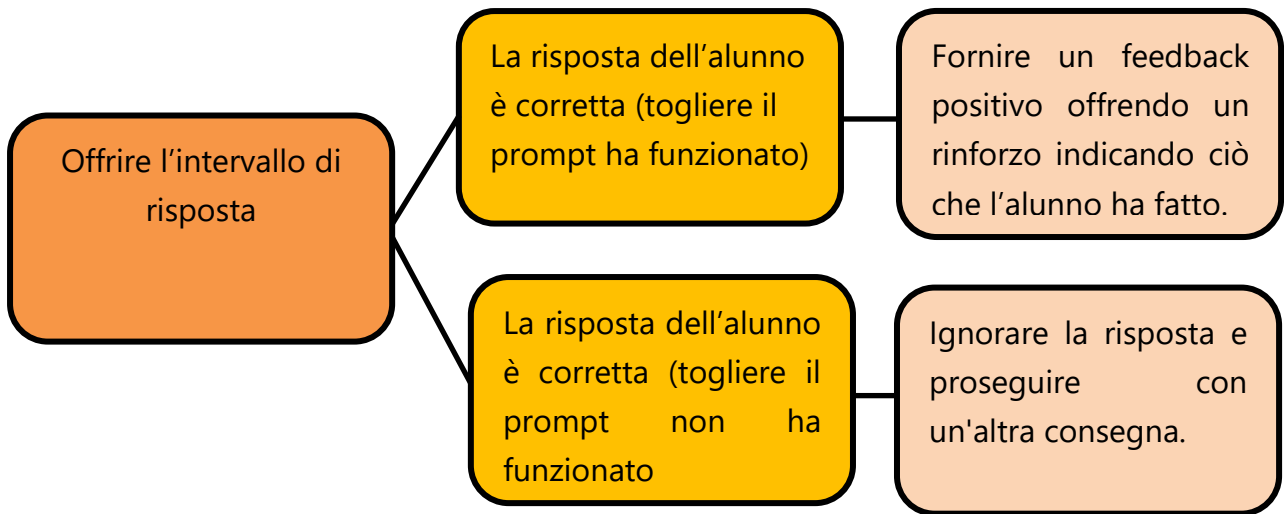 Offrire l’intervallo di
risposta
La risposta dell’alunno
è corretta (togliere il
prompt ha funzionato)
Fornire un feedback
positivo offrendo un
rinforzo indicando ciò
che l’alunno ha fatto.
La risposta dell’alunno
è corretta (togliere il
prompt non ha
funzionato
Ignorare la risposta e
proseguire con
un'altra consegna.